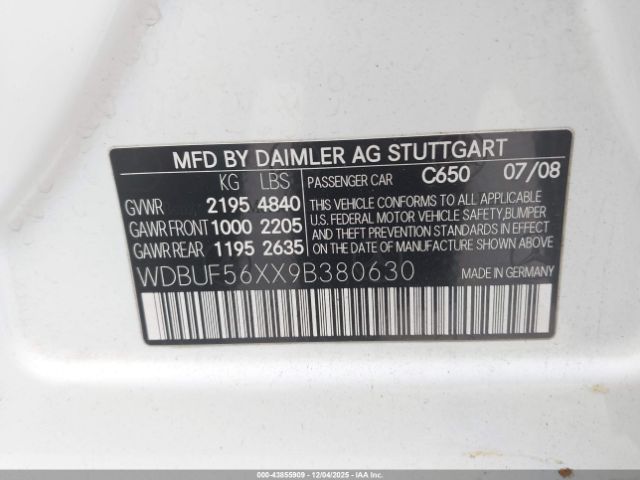 MFD BY DAIMLER AG STUTTGART
KG LBS PASSENGER CAR C650 07/08
GVWR 2195 4840
GAWR FRONT 1000 2205
GAWR REAR 1195 2635
THIS VEHICLE CONFORMS TO ALL APPLICABLE
U.S. FEDERAL MOTOR VEHICLE SAFETY,BUMPER
AND THEFT PREVENTION STANDARDS IN EFFECT
ON THE DATE OF MANUFACTURE SHOWN ABOVE.
WDBUF56XX9B380630 MADE IN GERMANY
000-43855909 - 12/04/2025 - IAAI.COM